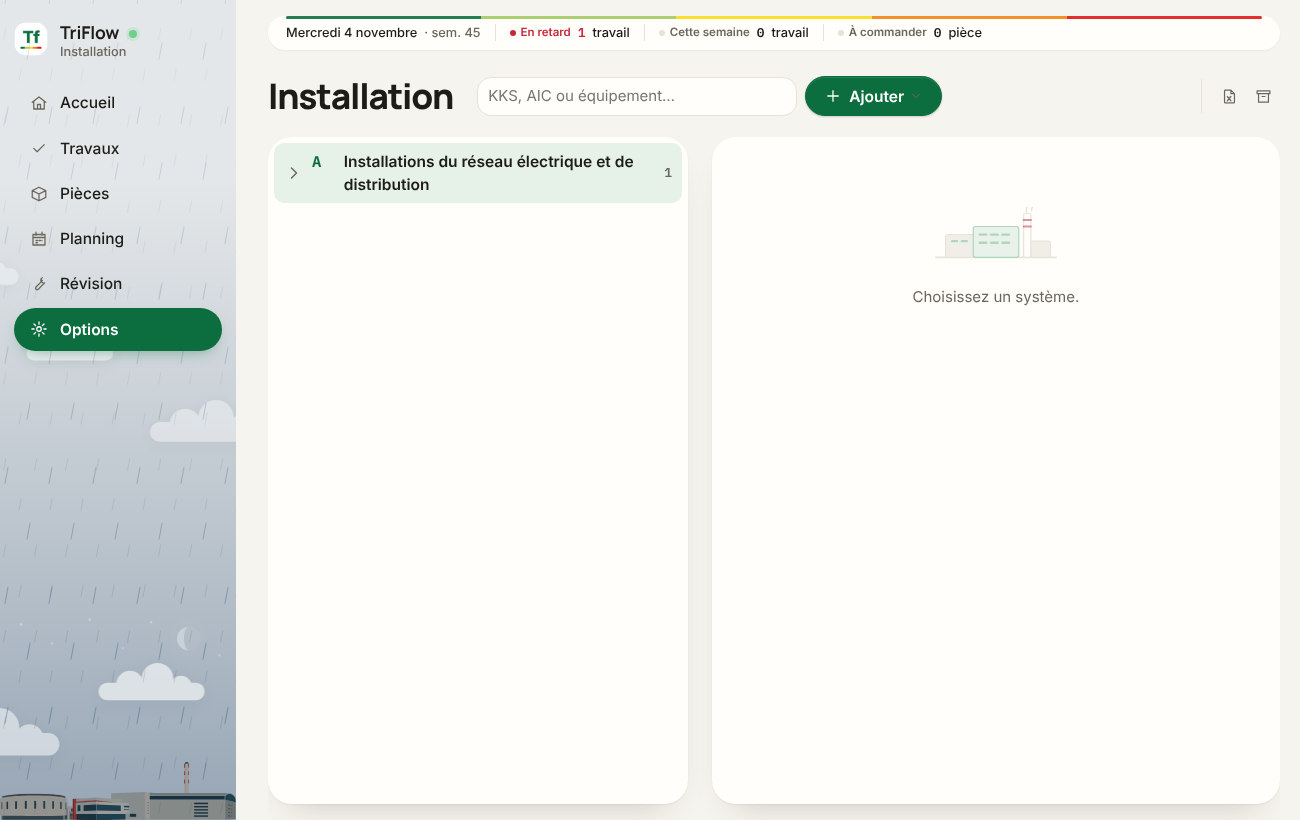 Tf
TriFlow
Installation
Accueil
Travaux
Pièces
Planning
Révision
Options
Mercredi 4 novembre · sem. 45
En retard 1 travail
Cette semaine 0 travail
À commander 0 pièce
Installation
KKS, AIC ou équipement...
Ajouter
A
Installations du réseau électrique et de
distribution
1
Choisissez un système.